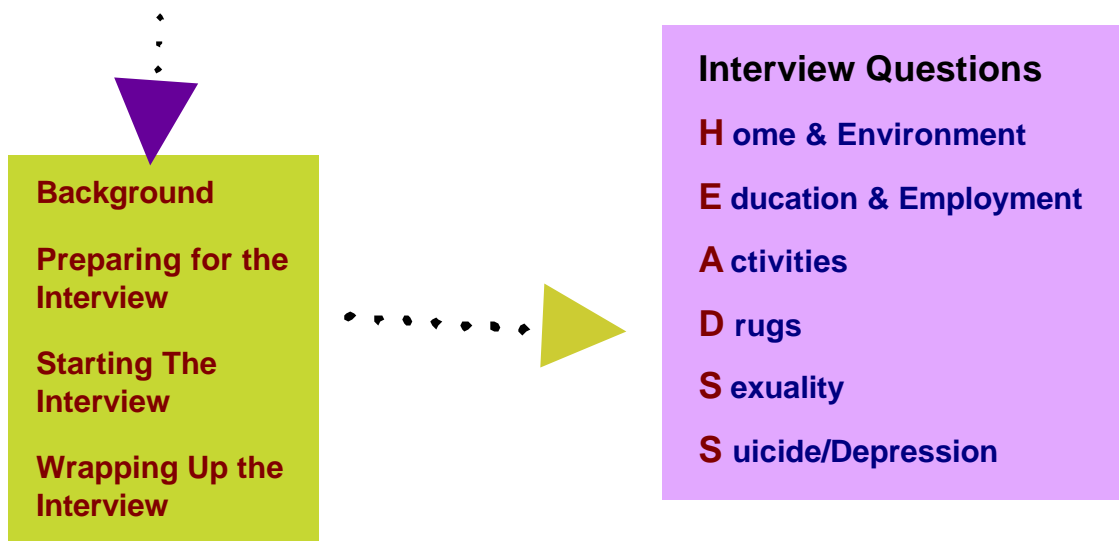 Background
Preparing for the
Interview
Starting The
Interview
Wrapping Up the
Interview
Interview Questions
H ome & Environment
E ducation & Employment
A ctivities
D rugs
S exuality
S uicide/Depression